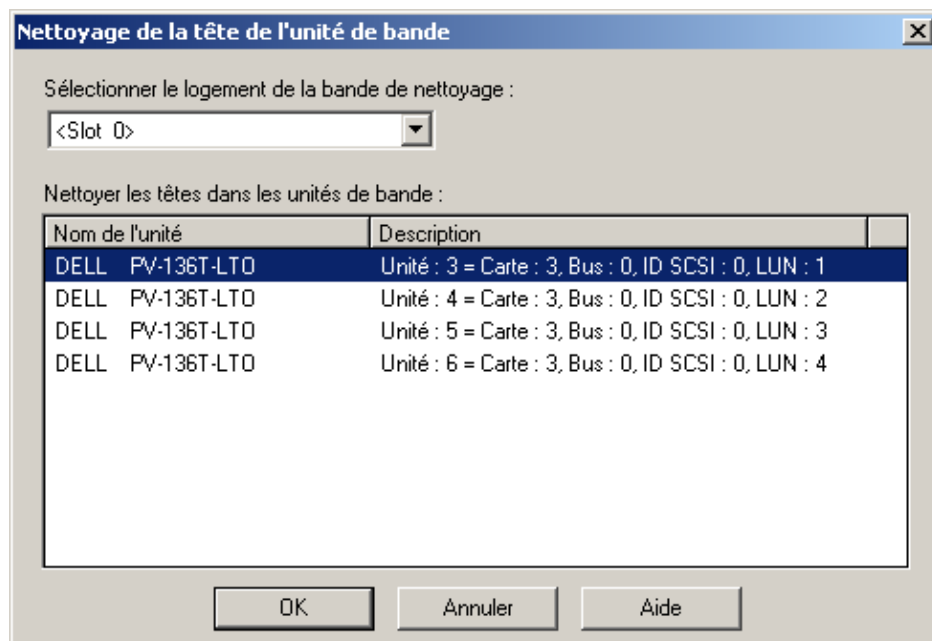 Nettoyage de la tête de l'unité de bande
Sélectionner le logement de la bande de nettoyage :
<Slot 0>
Nettoyer les têtes dans les unités de bande :
Nom de l'unité Description
DELL PV-136T-LTO Unité : 3 = Carte : 3, Bus : 0, ID SCSI : 0, LUN : 1
DELL PV-136T-LTO Unité : 4 = Carte : 3, Bus : 0, ID SCSI : 0, LUN : 2
DELL PV-136T-LTO Unité : 5 = Carte : 3, Bus : 0, ID SCSI : 0, LUN : 3
DELL PV-136T-LTO Unité : 6 = Carte : 3, Bus : 0, ID SCSI : 0, LUN : 4
OK Annuler Aide